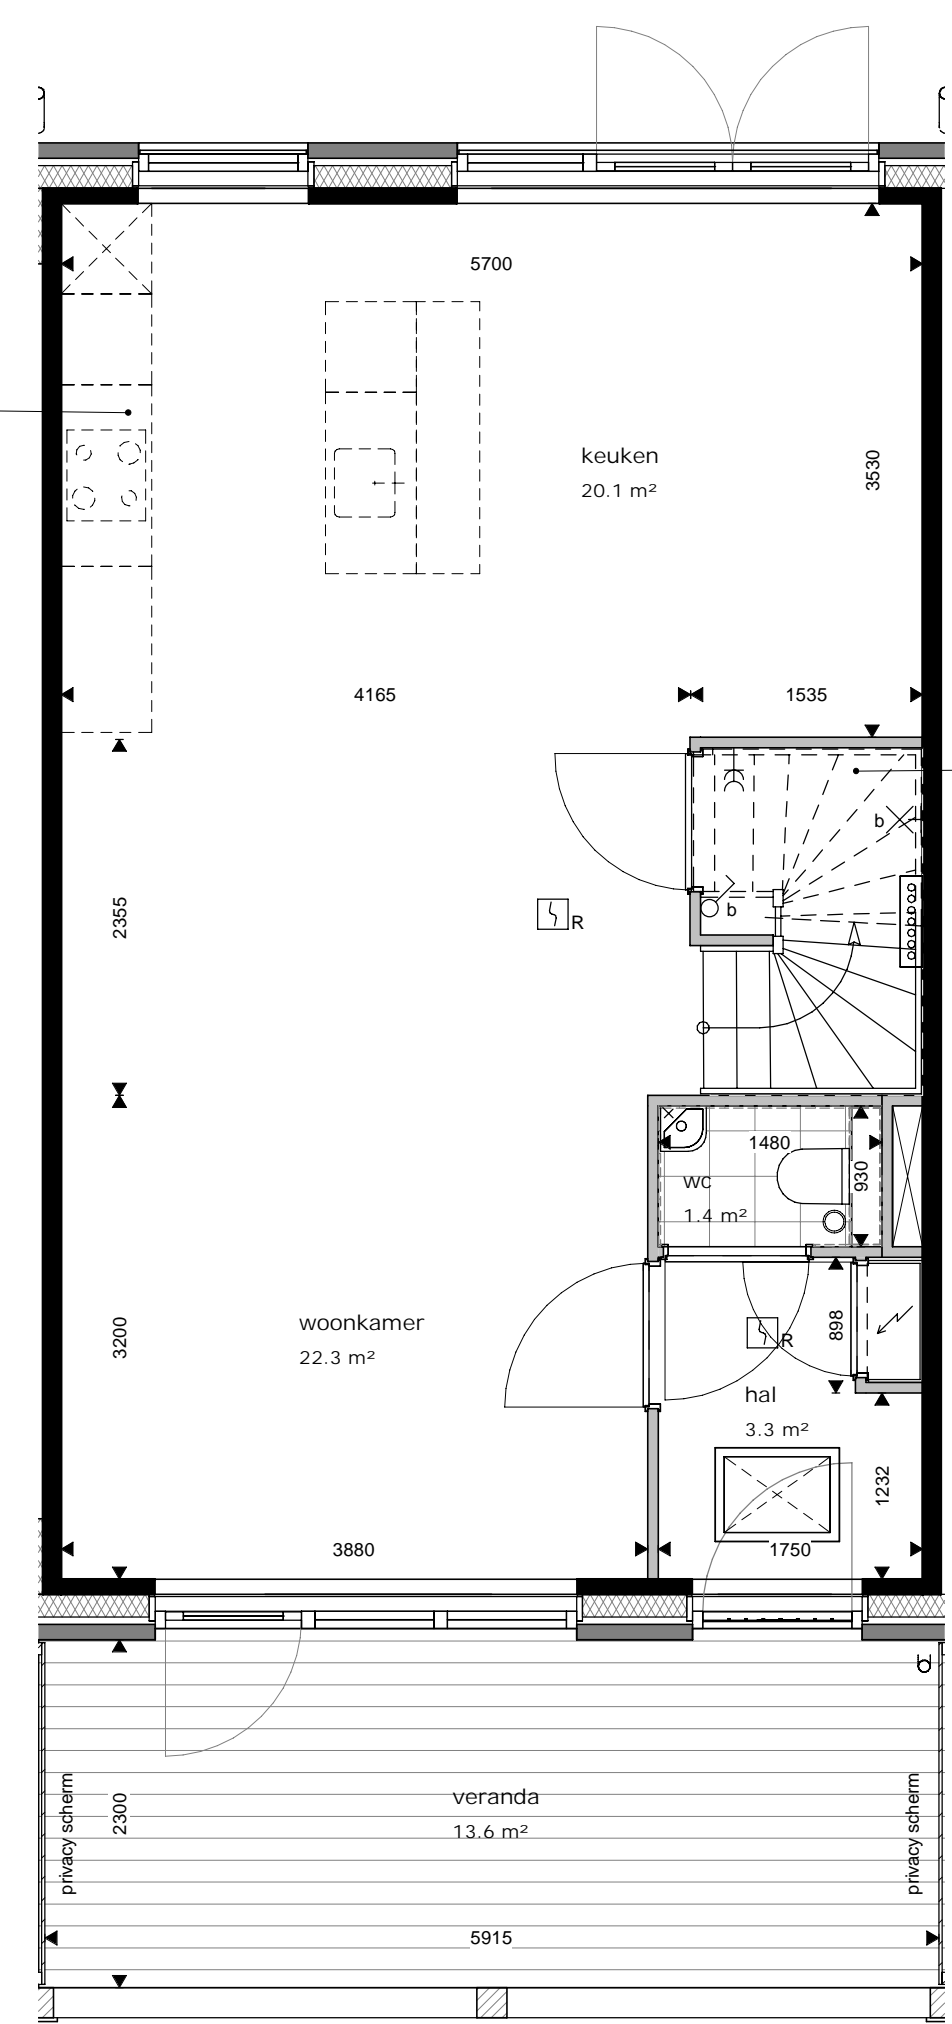 5700
keuken
20.1 m²
3530
4165
1535
b
b
2355
R
1480
wc
930
1.4 m²
woonkamer
22.3 m²
3200
898
R
hal
3.3 m²
1232
3880
1750
veranda
13.6 m²
2300
privacy scherm
privacy scherm
5915